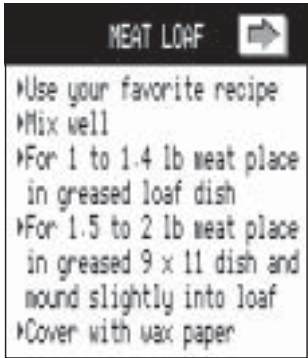 MEAT LOAF
Use your favorite recipe
Mix well
For 1 to 1.4 lb meat place
in greased loaf dish
For 1.5 to 2 lb meat place
in greased 9 x 11 dish and
mound slightly into loaf
Cover with wax paper